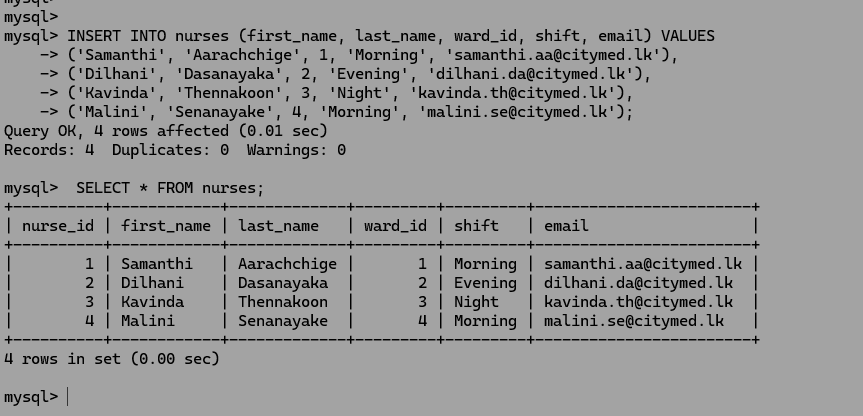 mysql>
mysql>
mysql> INSERT INTO nurses (first_name, last_name, ward_id, shift, email) VALUES
    -> ('Samanthi', 'Aarachchige', 1, 'Morning', 'samanthi.aa@citymed.lk'),
    -> ('Dilhani', 'Dasanayaka', 2, 'Evening', 'dilhani.da@citymed.lk'),
    -> ('Kavinda', 'Thennakoon', 3, 'Night', 'kavinda.th@citymed.lk'),
    -> ('Malini', 'Senanayake', 4, 'Morning', 'malini.se@citymed.lk');
Query OK, 4 rows affected (0.01 sec)
Records: 4  Duplicates: 0  Warnings: 0

mysql>  SELECT * FROM nurses;
+----------+------------+-------------+---------+---------+------------------------+
| nurse_id | first_name | last_name   | ward_id | shift   | email                  |
+----------+------------+-------------+---------+---------+------------------------+
|        1 | Samanthi   | Aarachchige |       1 | Morning | samanthi.aa@citymed.lk |
|        2 | Dilhani    | Dasanayaka  |       2 | Evening | dilhani.da@citymed.lk  |
|        3 | Kavinda    | Thennakoon  |       3 | Night   | kavinda.th@citymed.lk  |
|        4 | Malini     | Senanayake  |       4 | Morning | malini.se@citymed.lk   |
+----------+------------+-------------+---------+---------+------------------------+
4 rows in set (0.00 sec)

mysql>